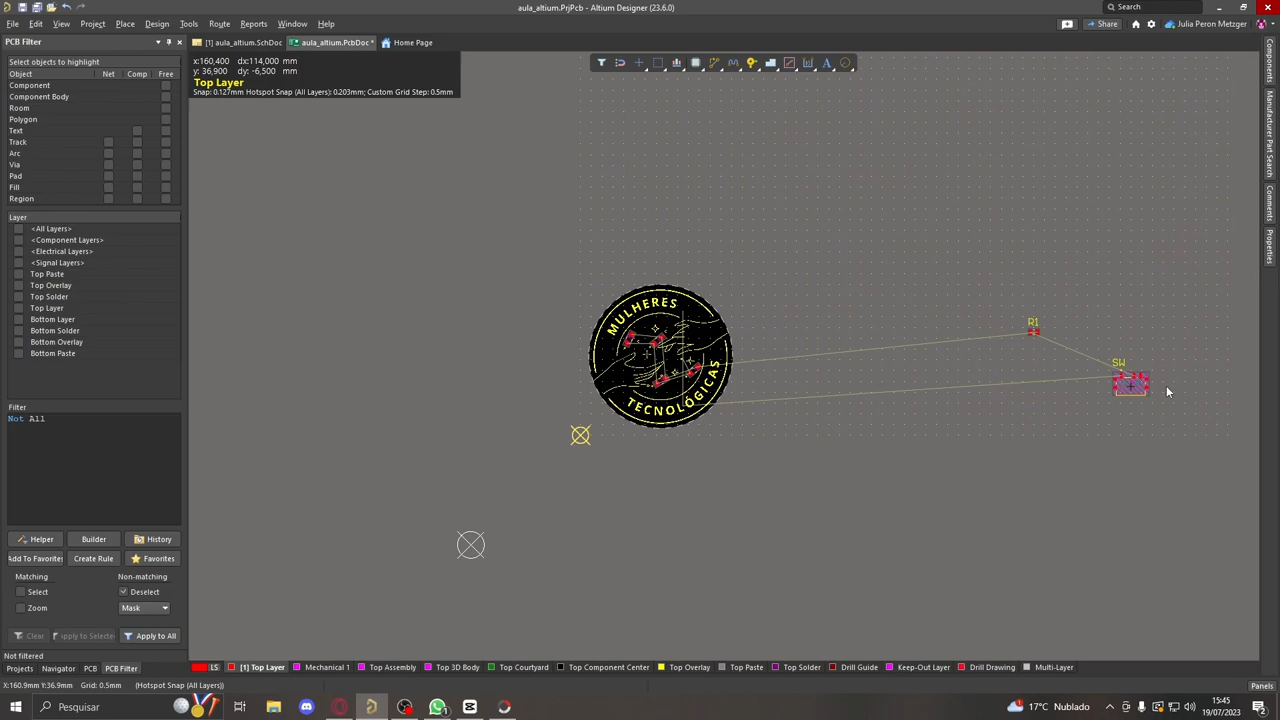 aula_altium.PrjPcb - Altium Designer (23.6.0)
Search
File Edit View Project Place Design Tools Route Reports Window Help
Share
Julia Peron Metzger
PCB Filter
[1] aula_altium.SchDoc
aula_altium.PcbDoc *
Home Page
Select objects to highlight
Object Net Comp Free
Component
Component Body
Room
Polygon
Text
Track
Arc
Via
Pad
Fill
Region
Layer
<All Layers>
<Component Layers>
<Electrical Layers>
<Signal Layers>
Top Paste
Top Overlay
Top Solder
Top Layer
Bottom Layer
Bottom Solder
Bottom Overlay
Bottom Paste
Filter
Not All
Helper Builder History
Add To Favorites Create Rule Favorites
Matching Non-matching
Select Deselect
Zoom Mask
Clear Apply to All
Not filtered
Projects Navigator PCB PCB Filter
x:160,400 dx:114,000 mm
y: 36,900 dy: -6,500 mm
Top Layer
Snap: 0.127mm Hotspot Snap (All Layers): 0.203mm; Custom Grid Step: 0.5mm
MULHERES
TECNOLÓGICAS
R1
SW
Components
Manufacturer Part Search
Comments
Properties
LS [1] Top Layer Mechanical 1 Top Assembly Top 3D Body Top Courtyard Top Component Center Top Overlay Top Paste Top Solder Drill Guide Keep-Out Layer Drill Drawing Multi-Layer
X:160.9mm Y:36.9mm Grid: 0.5mm (Hotspot Snap (All Layers))
Panels
Pesquisar
17°C Nublado
15:45
19/07/2023